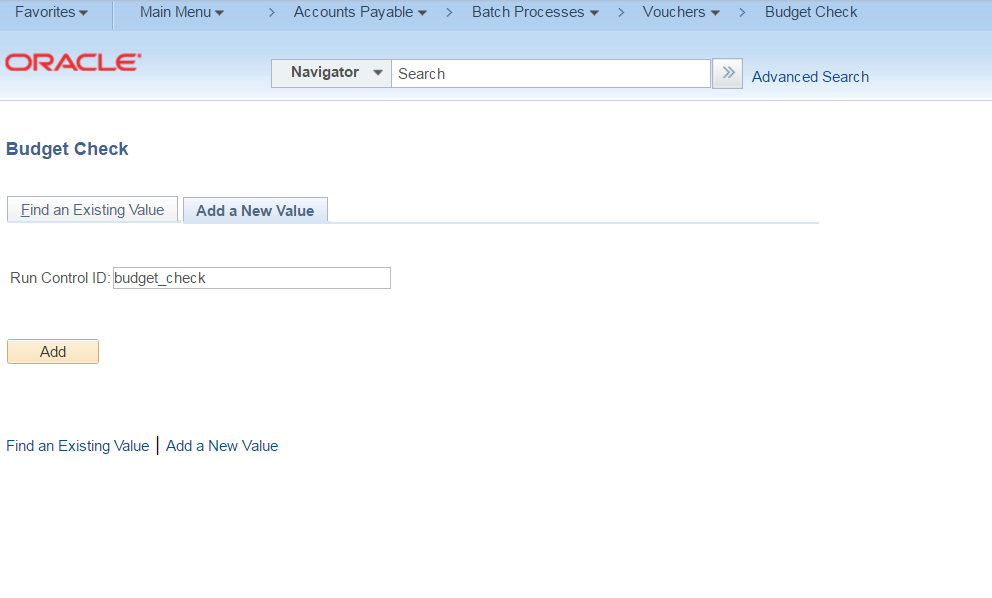 Favorites Main Menu > Accounts Payable > Batch Processes > Vouchers > Budget Check
ORACLE
Navigator Search » Advanced Search
Budget Check
Find an Existing Value Add a New Value
Run Control ID: budget_check
Add
Find an Existing Value | Add a New Value